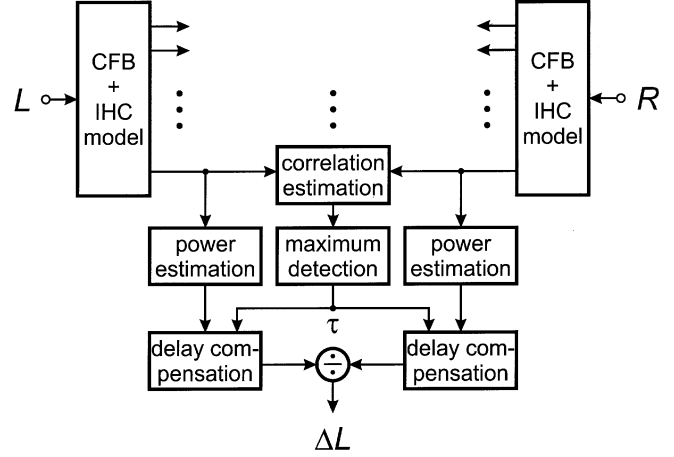 CFB
+
IHC
model
L
CFB
+
IHC
model
R
correlation
estimation
power
estimation
maximum
detection
power
estimation
τ
delay com-
pensation
÷
delay com-
pensation
ΔL